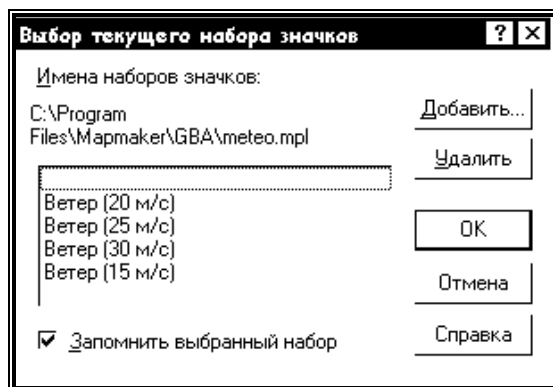 Выбор текущего набора значков
Имена наборов значков:
C:\Program
Files\Mapmaker\GBA\meteo.mpl
Добавить...
Удалить
Ветер (20 м/с)
Ветер (25 м/с)
Ветер (30 м/с)
Ветер (15 м/с)
OK
Отмена
Запомнить выбранный набор
Справка